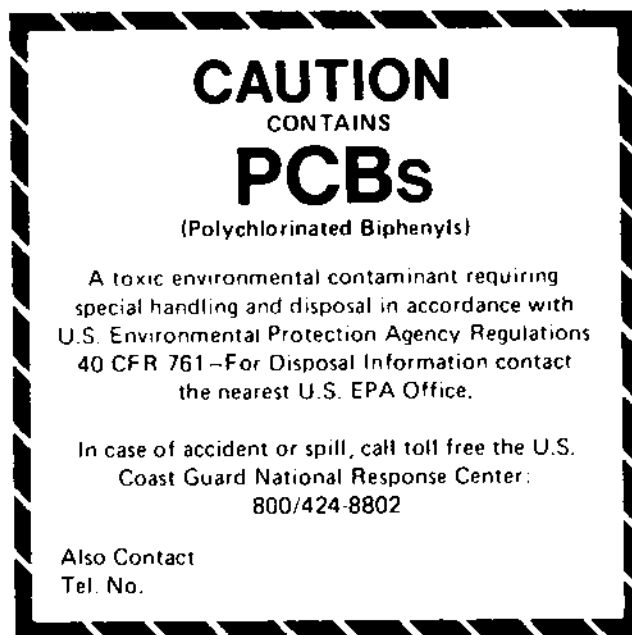 CAUTION
CONTAINS
PCBs
(Polychlorinated Biphenyls)
A toxic environmental contaminant requiring
special handling and disposal in accordance with
U.S. Environmental Protection Agency Regulations
40 CFR 761–For Disposal Information contact
the nearest U.S. EPA Office.
In case of accident or spill, call toll free the U.S.
Coast Guard National Response Center:
800/424-8802
Also Contact
Tel. No.